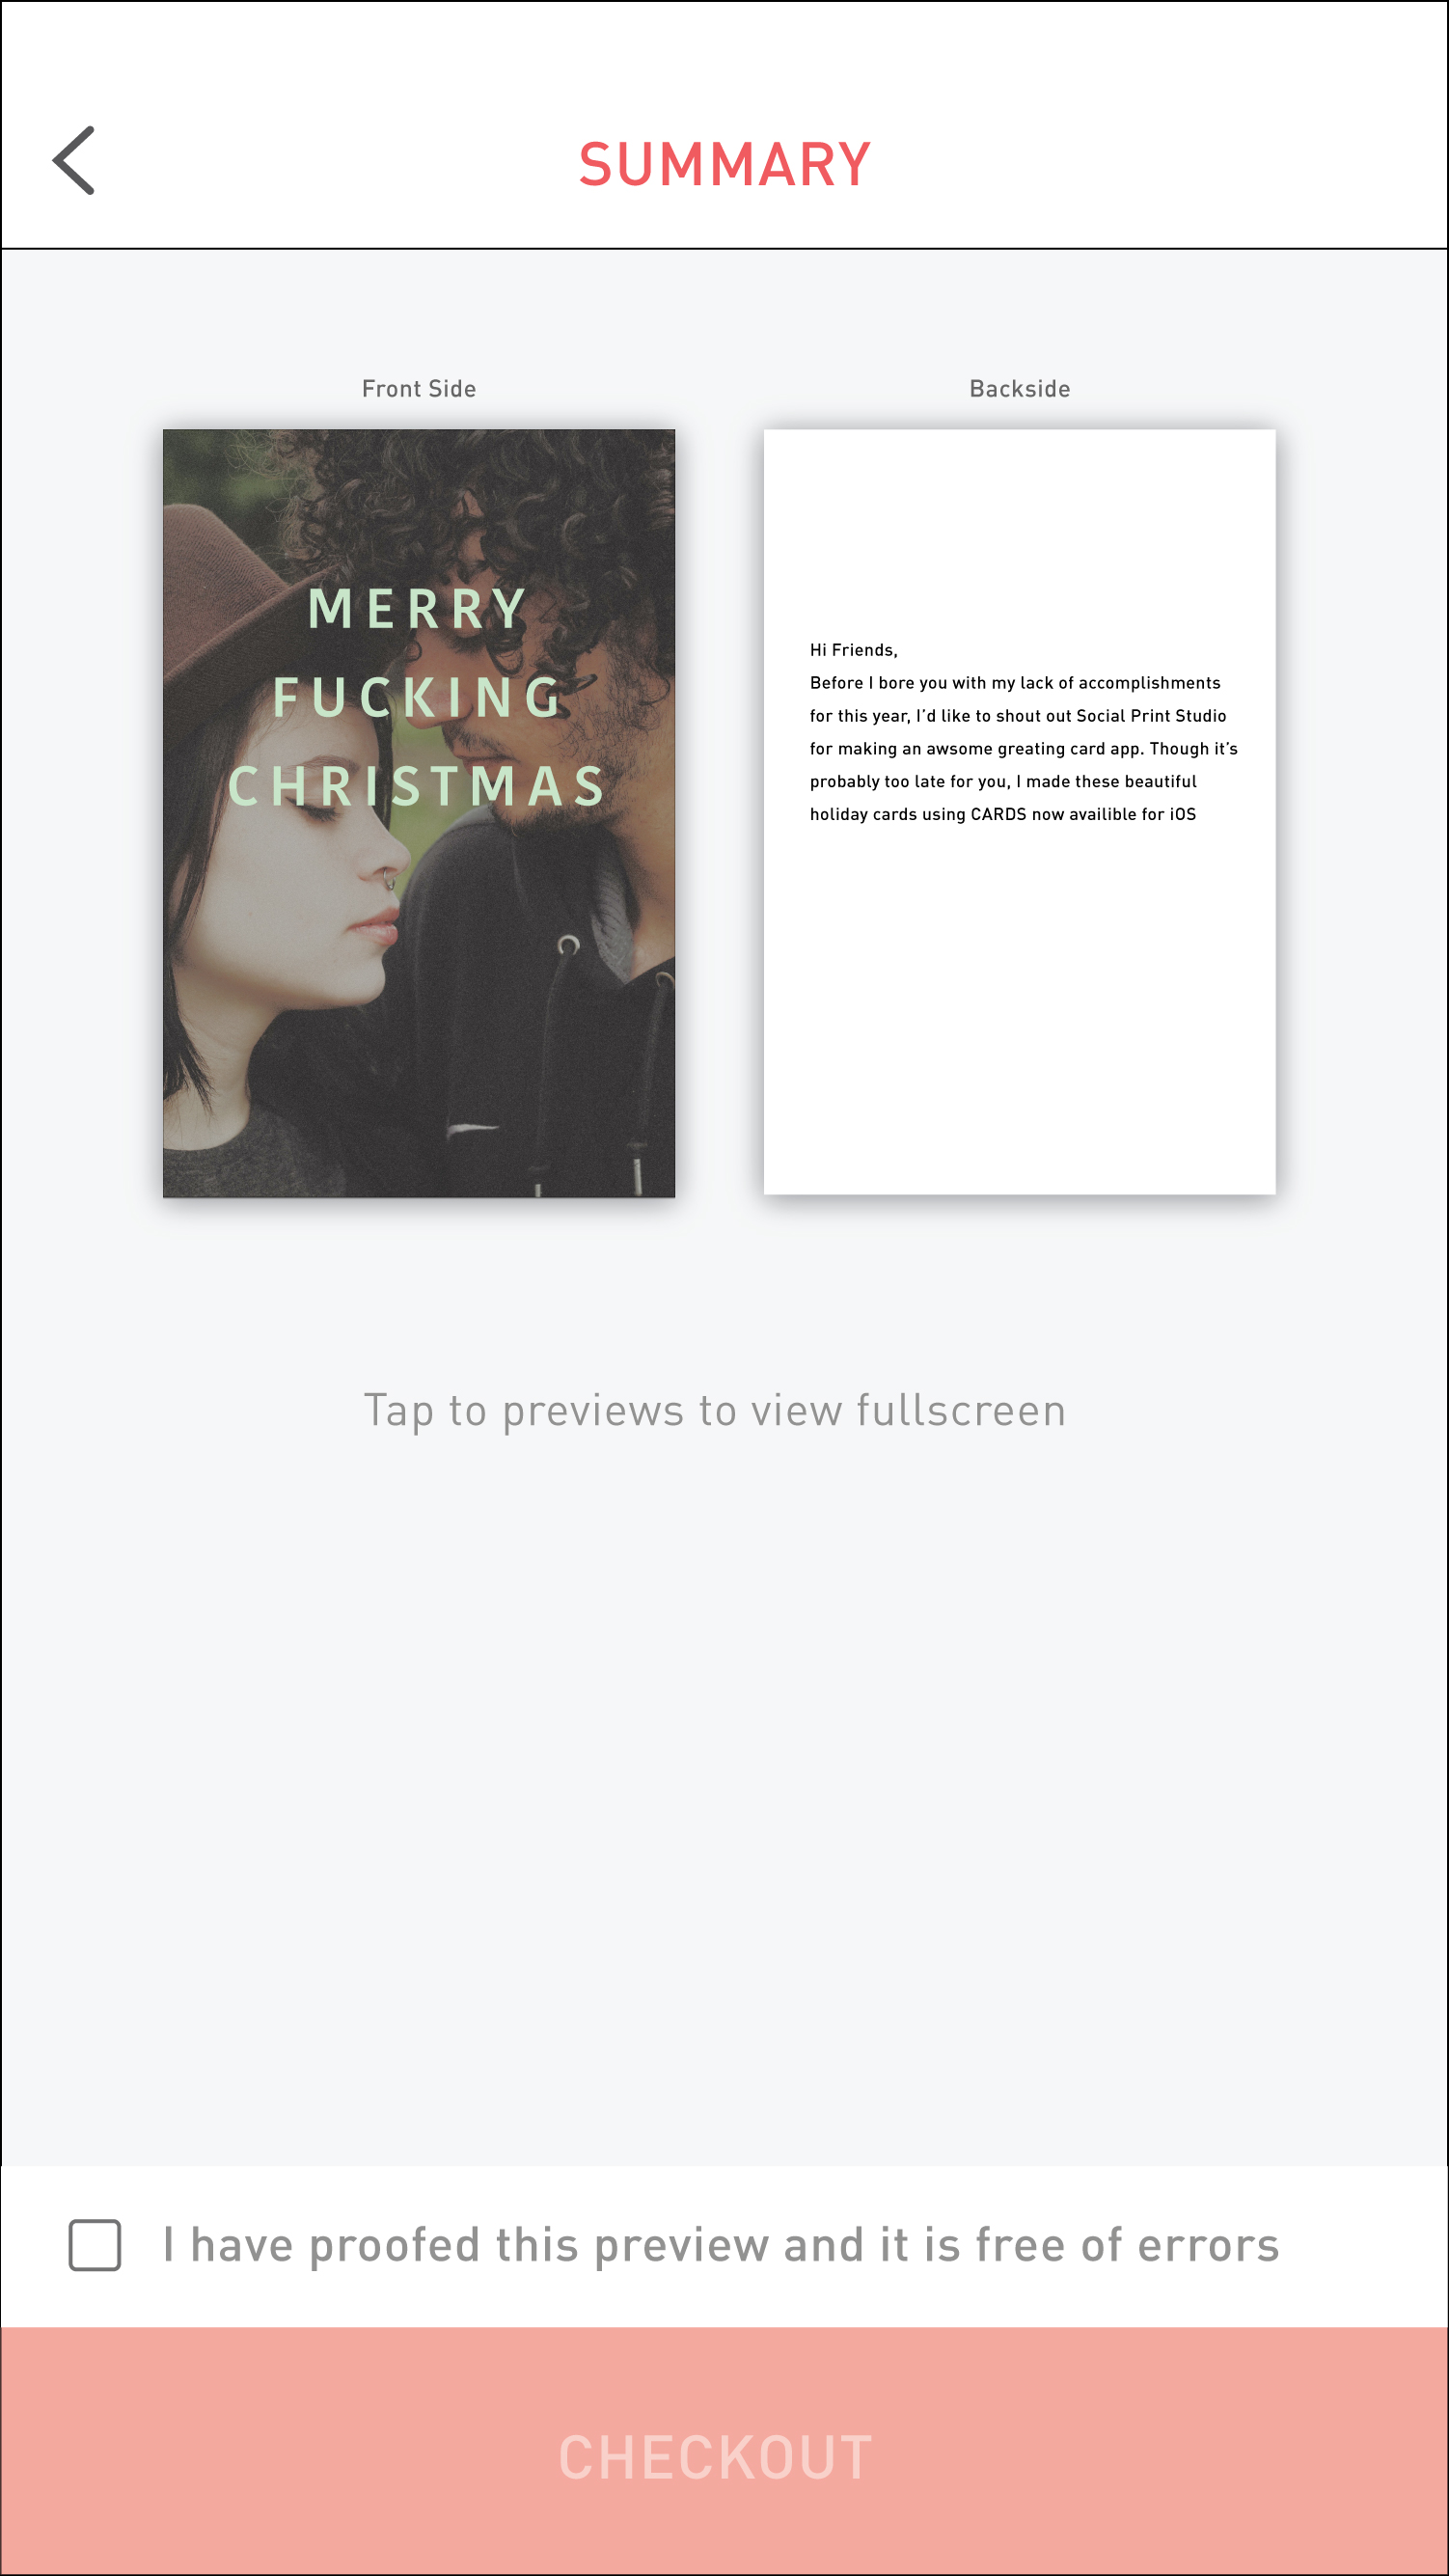 SUMMARY
Front Side
MERRY
FUCKING
CHRISTMAS
Backside
Hi Friends,
Before I bore you with my lack of accomplishments
for this year, I’d like to shout out Social Print Studio
for making an awsome greating card app. Though it’s
probably too late for you, I made these beautiful
holiday cards using CARDS now availible for iOS
Tap to previews to view fullscreen
I have proofed this preview and it is free of errors
CHECKOUT